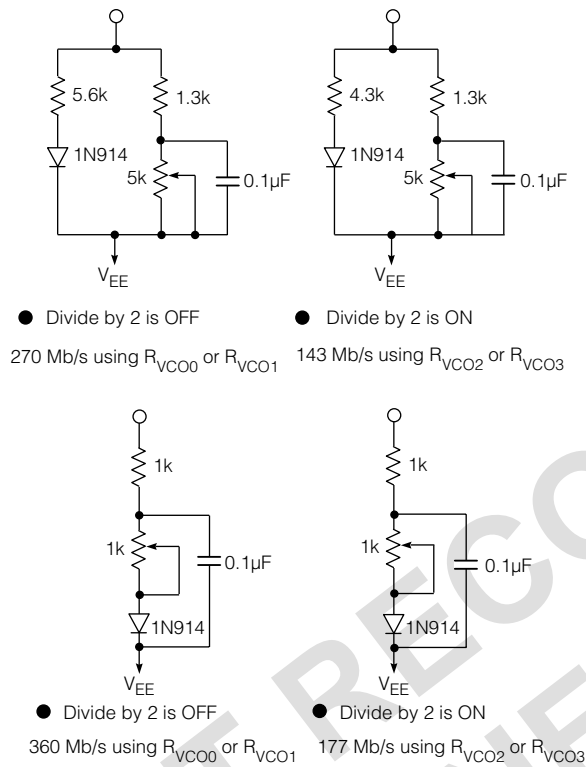 5.6k
1.3k
1N914
5k
0.1µF
VEE
● Divide by 2 is OFF
270 Mb/s using RVCO0 or RVCO1
4.3k
1.3k
1N914
5k
0.1µF
VEE
● Divide by 2 is ON
143 Mb/s using RVCO2 or RVCO3
1k
1k
0.1µF
1N914
VEE
● Divide by 2 is OFF
360 Mb/s using RVCO0 or RVCO1
1k
1k
0.1µF
1N914
VEE
● Divide by 2 is ON
177 Mb/s using RVCO2 or RVCO3